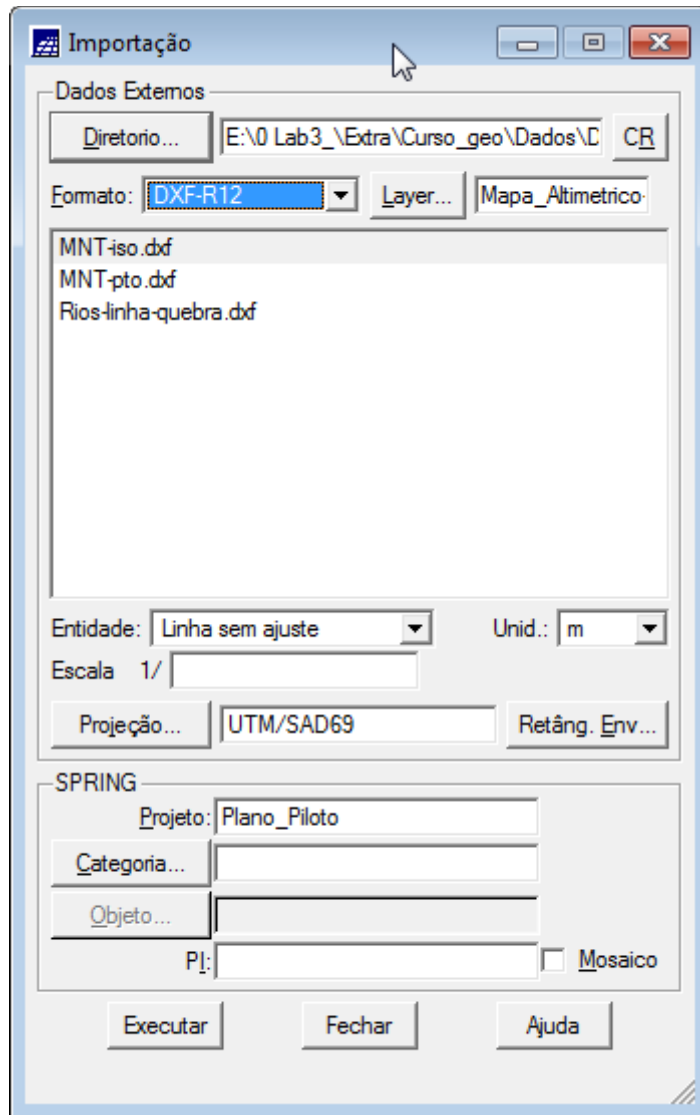 Importação
Dados Externos
Diretorio... E:\0 Lab3_\Extra\Curso_geo\Dados\D CR
Formato: DXF-R12 Layer... Mapa_Altimetrico-
MNT-iso.dxf
MNT-pto.dxf
Rios-linha-quebra.dxf
Entidade: Linha sem ajuste Unid.: m
Escala 1/
Projeção... UTM/SAD69 Retâng. Env...
SPRING
Projeto: Plano_Piloto
Categoria...
Objeto...
PI: Mosaico
Executar Fechar Ajuda